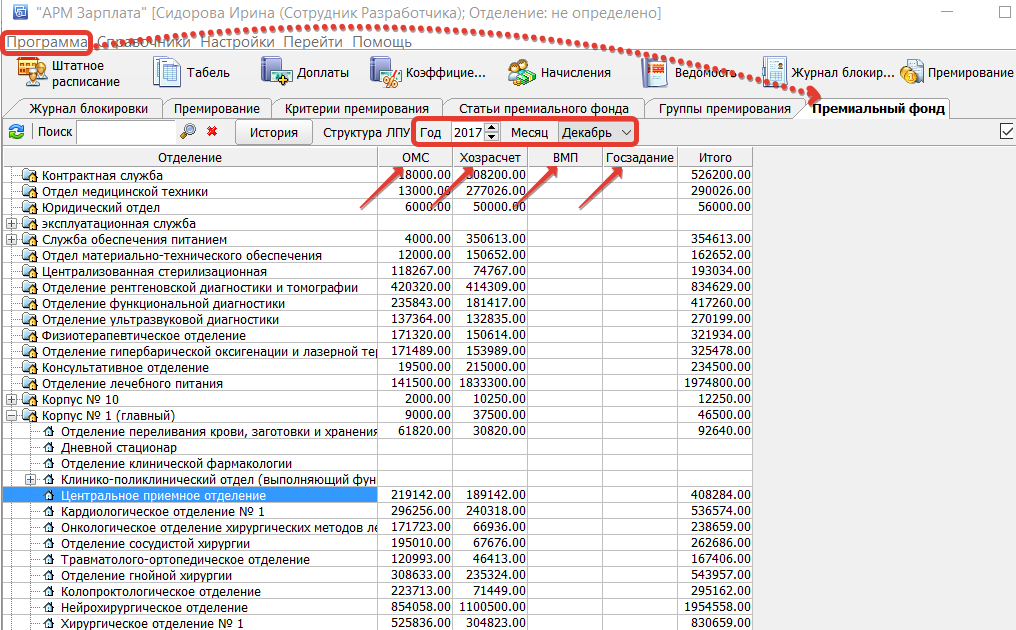 "АРМ Зарплата" [Сидорова Ирина (Сотрудник Разработчика); Отделение: не определено]
Программа Справочники Настройки Перейти Помощь
Штатное расписание Табель Доплаты Коэффицие... Начисления Ведомость Журнал блокир... Премирование
Журнал блокировки Премирование Критерии премирования Статьи премиального фонда Группы премирования Премиальный фонд
Поиск История Структура ЛПУ Год 2017 Месяц Декабрь
Отделение ОМС Хозрасчет ВМП Госзадание Итого
Контрактная служба 18000.00 508200.00 526200.00
Отдел медицинской техники 13000.00 277026.00 290026.00
Юридический отдел 6000.00 50000.00 56000.00
эксплуатационная служба
Служба обеспечения питанием 4000.00 350613.00 354613.00
Отдел материально-технического обеспечения 12000.00 150652.00 162652.00
Централизованная стерилизационная 118267.00 74767.00 193034.00
Отделение рентгеновской диагностики и томографии 420320.00 414309.00 834629.00
Отделение функциональной диагностики 235843.00 181417.00 417260.00
Отделение ультразвуковой диагностики 137364.00 132835.00 270199.00
Физиотерапевтическое отделение 171320.00 150614.00 321934.00
Отделение гипербарической оксигенации и лазерной тер 171489.00 153989.00 325478.00
Консультативное отделение 19500.00 215000.00 234500.00
Отделение лечебного питания 141500.00 1833300.00 1974800.00
Корпус № 10 2000.00 10250.00 12250.00
Корпус № 1 (главный) 9000.00 37500.00 46500.00
Отделение переливания крови, заготовки и хранения 61820.00 30820.00 92640.00
Дневной стационар
Отделение клинической фармакологии
Клинико-поликлинический отдел (выполняющий фун
Центральное приемное отделение 219142.00 189142.00 408284.00
Кардиологическое отделение № 1 296256.00 240318.00 536574.00
Онкологическое отделение хирургических методов ле 171723.00 66936.00 238659.00
Отделение сосудистой хирургии 195010.00 67676.00 262686.00
Травматолого-ортопедическое отделение 120993.00 46413.00 167406.00
Отделение гнойной хирургии 308633.00 235324.00 543957.00
Колопроктологическое отделение 223713.00 71449.00 295162.00
Нейрохирургическое отделение 854058.00 1100500.00 1954558.00
Хирургическое отделение № 1 525836.00 304823.00 830659.00